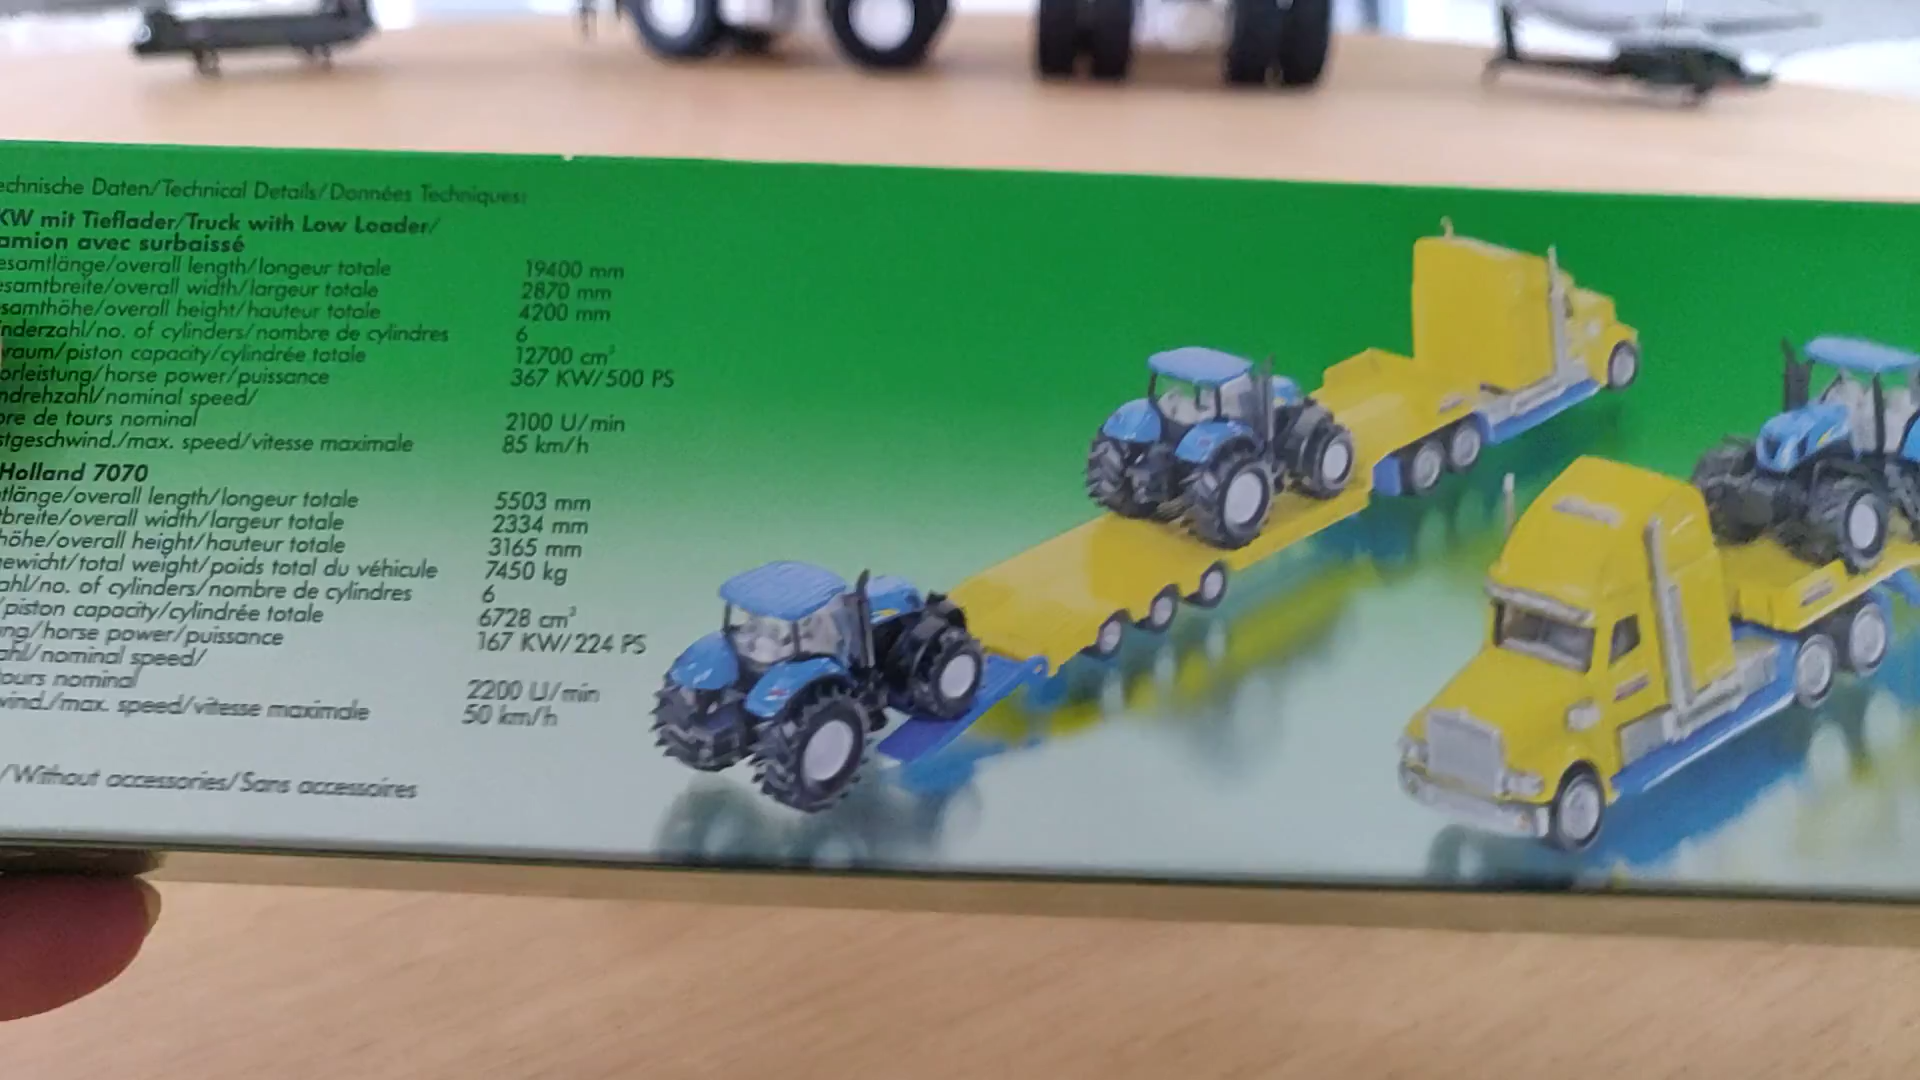 echnische Daten/Technical Details/Données Techniques:
KW mit Tieflader/Truck with Low Loader/
amion avec surbaissé
esamtlänge/overall length/longeur totale 19400 mm
esamtbreite/overall width/largeur totale 2870 mm
samthöhe/overall height/hauteur totale 4200 mm
nderzahl/no. of cylinders/nombre de cylindres 6
raum/piston capacity/cylindrée totale 12700 cm³
orleistung/horse power/puissance 367 KW/500 PS
ndrehzahl/nominal speed/
bre de tours nominal 2100 U/min
stgeschwind./max. speed/vitesse maximale 85 km/h
Holland 7070
tlänge/overall length/longeur totale 5503 mm
breite/overall width/largeur totale 2334 mm
höhe/overall height/hauteur totale 3165 mm
ewicht/total weight/poids total du véhicule 7450 kg
ahl/no. of cylinders/nombre de cylindres 6
/piston capacity/cylindrée totale 6728 cm³
ng/horse power/puissance 167 KW/224 PS
ahl/nominal speed/
tours nominal 2200 U/min
wind./max. speed/vitesse maximale 50 km/h
/Without accessories/Sans accessoires